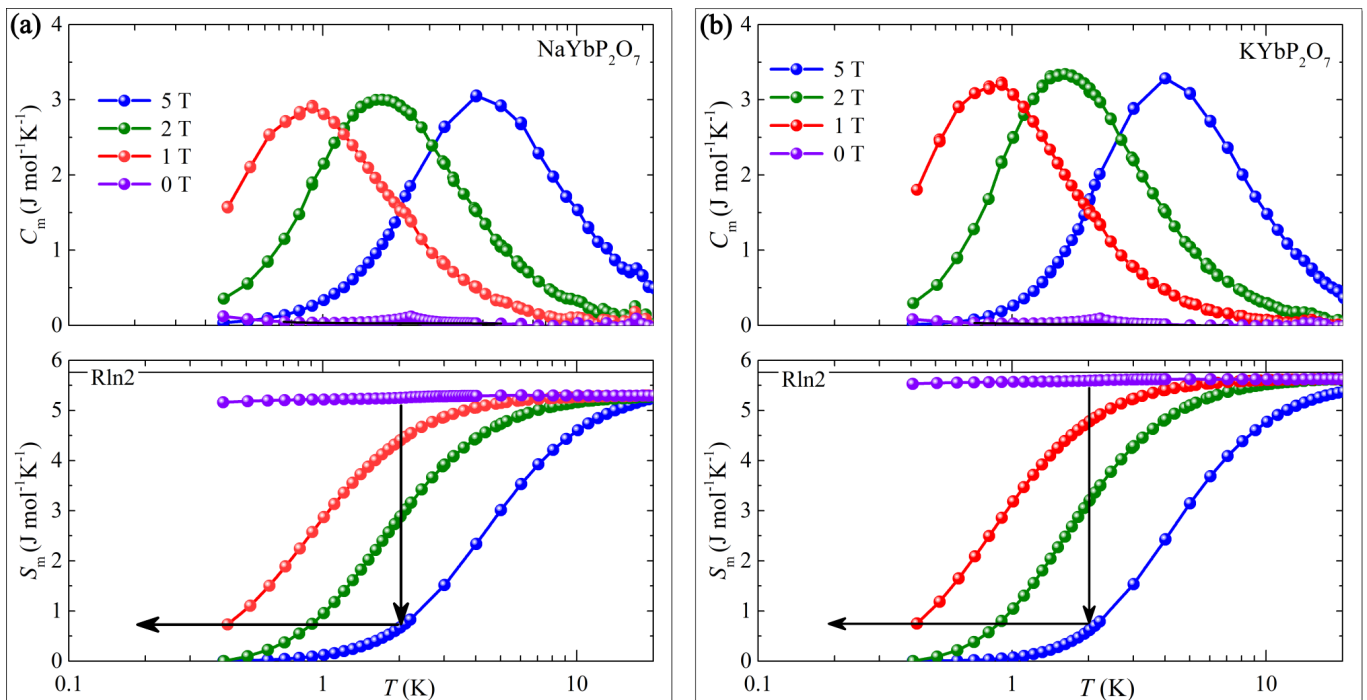 (a)
NaYbP₂O₇
4
3
2
1
0
Cₘ (J mol⁻¹K⁻¹)
5 T
2 T
1 T
0 T
6
5
4
3
2
1
0
Sₘ (J mol⁻¹K⁻¹)
Rln2
0.1
1
10
T (K)
(b)
KYbP₂O₇
4
3
2
1
0
Cₘ (J mol⁻¹K⁻¹)
5 T
2 T
1 T
0 T
6
5
4
3
2
1
0
Sₘ (J mol⁻¹K⁻¹)
Rln2
0.1
1
10
T (K)